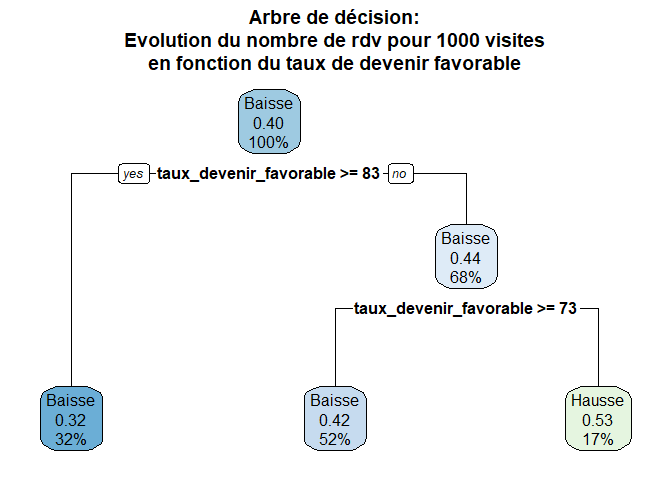 Arbre de décision:
Evolution du nombre de rdv pour 1000 visites
en fonction du taux de devenir favorable
Baisse
0.40
100%
yes taux_devenir_favorable >= 83 no
Baisse
0.44
68%
taux_devenir_favorable >= 73
Baisse
0.32
32%
Baisse
0.42
52%
Hausse
0.53
17%